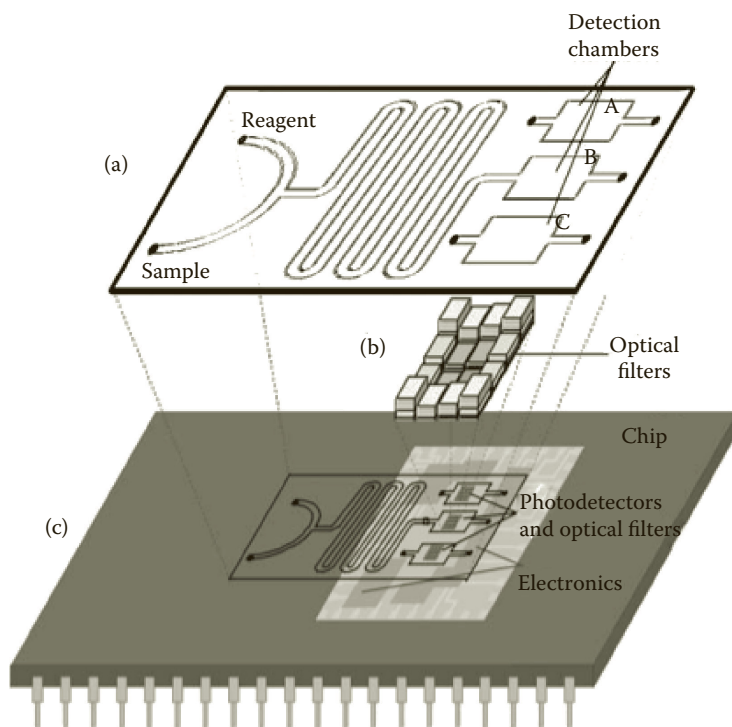 Detection
chambers
A
Reagent
(a)
B
C
Sample
(b)
Optical
filters
Chip
Photodetectors
(c)
and optical filters
Electronics